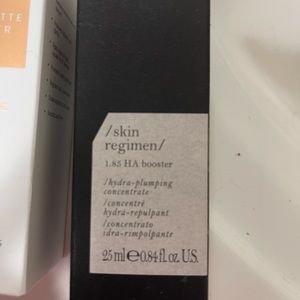 TTE
R
/skin
regimen/
1.85 HA booster
/hydra-plumping
concentrate
/concentré
hydra-repulpant
/concentrato
idra-rimpolpante
25 ml ℮ 0.84 fl. oz. U.S.